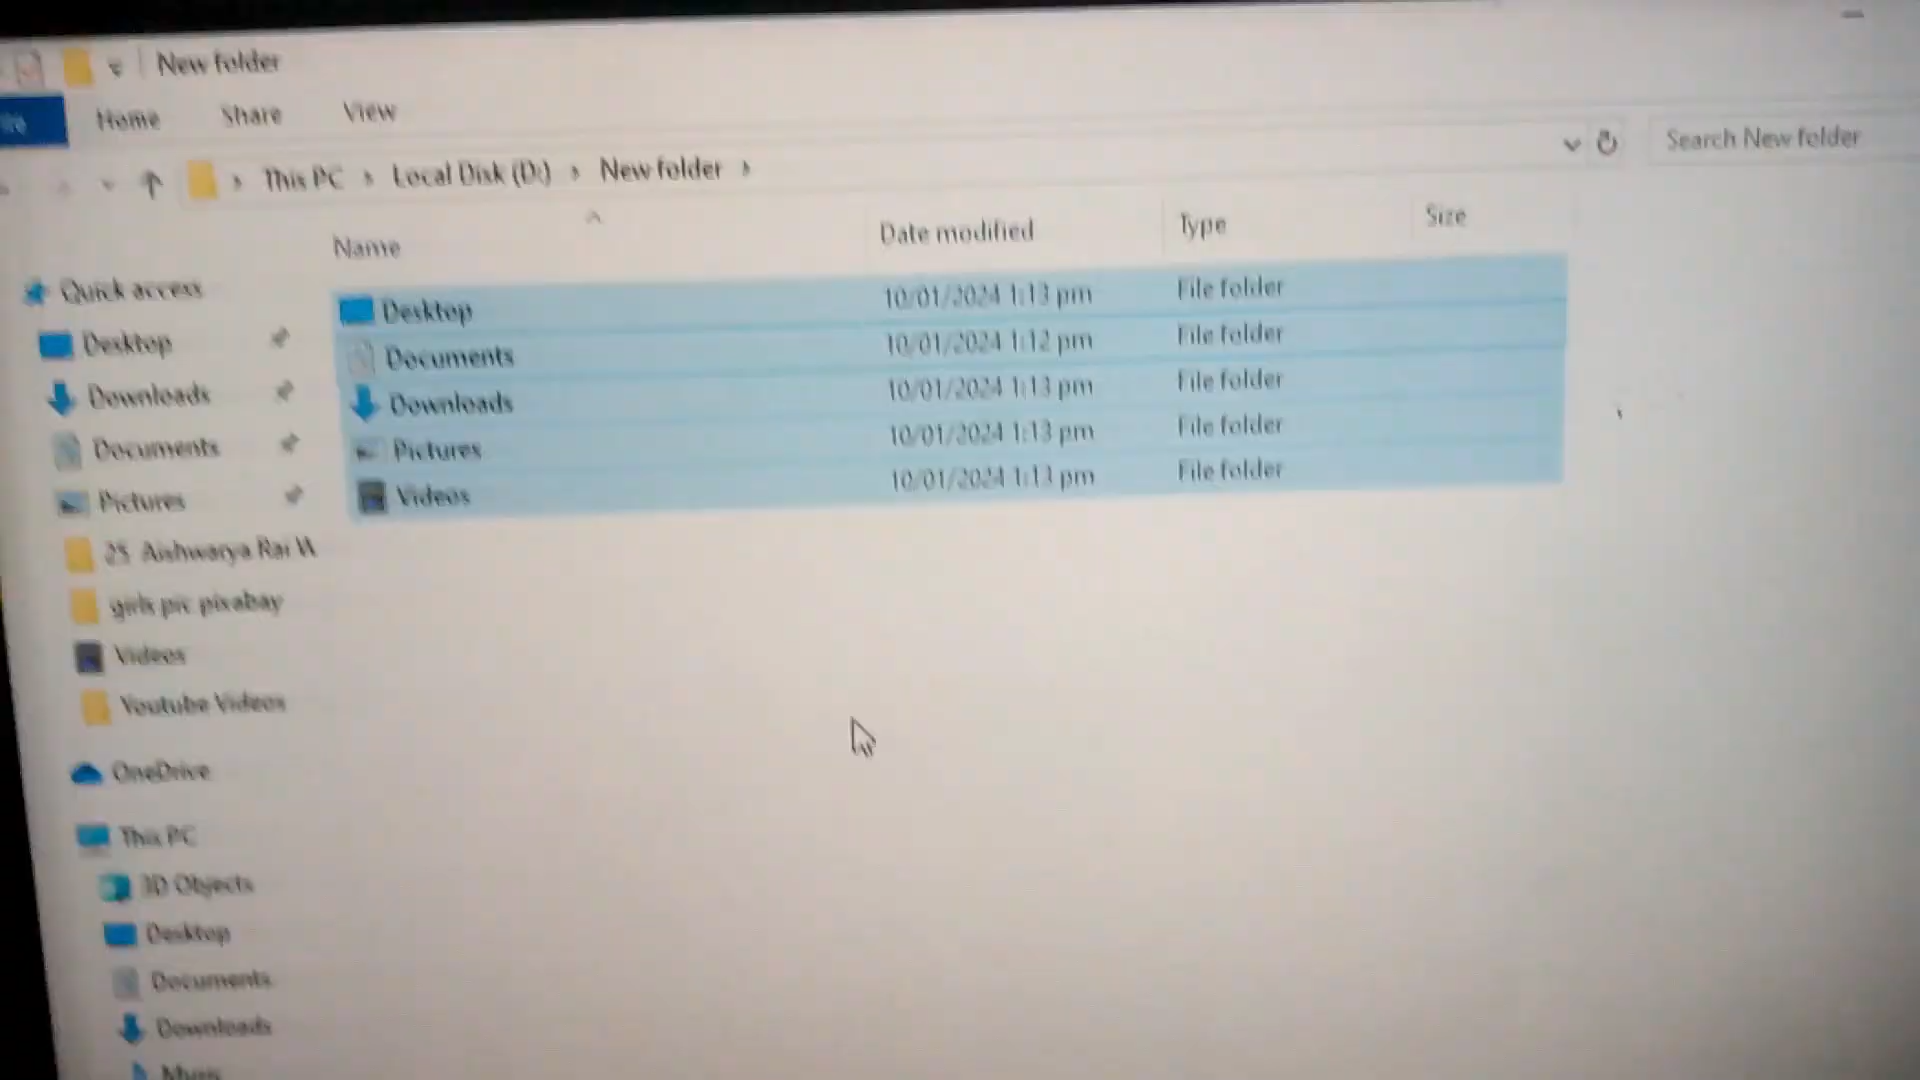 New folder
Home Share View
This PC › Local Disk (D:) › New folder ›
Search New folder
Name Date modified Type Size
Quick access
Desktop
Downloads
Documents
Pictures
25 Aishwarya Rai W
girls pic pixabay
Videos
Youtube Videos
OneDrive
This PC
3D Objects
Desktop
Documents
Downloads
Music
Desktop 10/01/2024 1:13 pm File folder
Documents 10/01/2024 1:12 pm File folder
Downloads 10/01/2024 1:13 pm File folder
Pictures 10/01/2024 1:13 pm File folder
Videos 10/01/2024 1:13 pm File folder